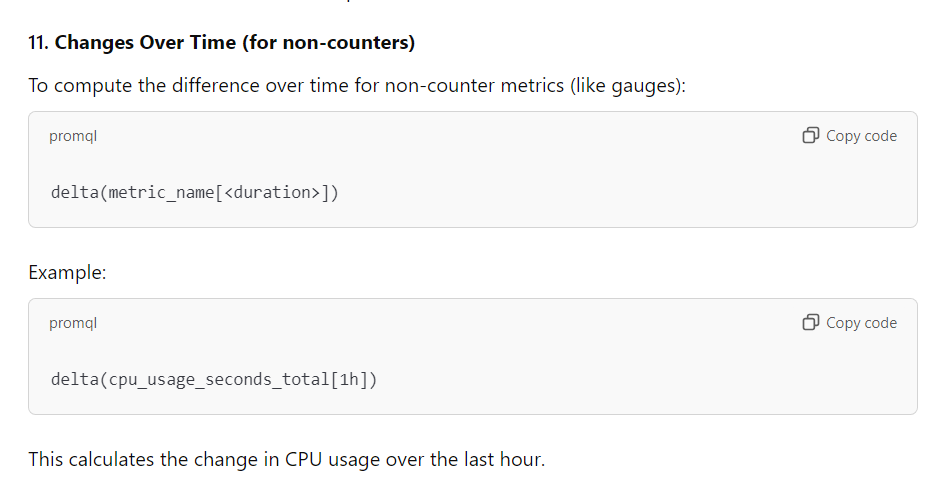 11. Changes Over Time (for non-counters)
To compute the difference over time for non-counter metrics (like gauges):
promql
Copy code
delta(metric_name[<duration>])
Example:
promql
Copy code
delta(cpu_usage_seconds_total[1h])
This calculates the change in CPU usage over the last hour.